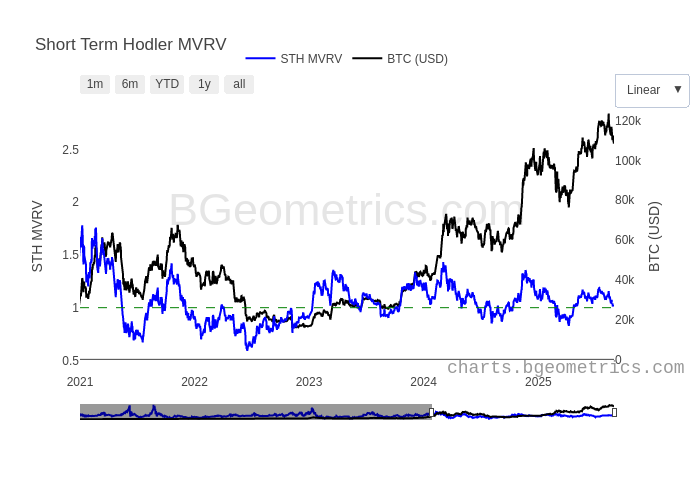 Short Term Hodler MVRV
STH MVRV BTC (USD)
1m 6m YTD 1y all
Linear ▼
120k
2.5
100k
2
80k
BGeometrics.com
1.5
60k
STH MVRV
BTC (USD)
40k
1
20k
0.5
0
charts.bgeometrics.com
2021 2022 2023 2024 2025